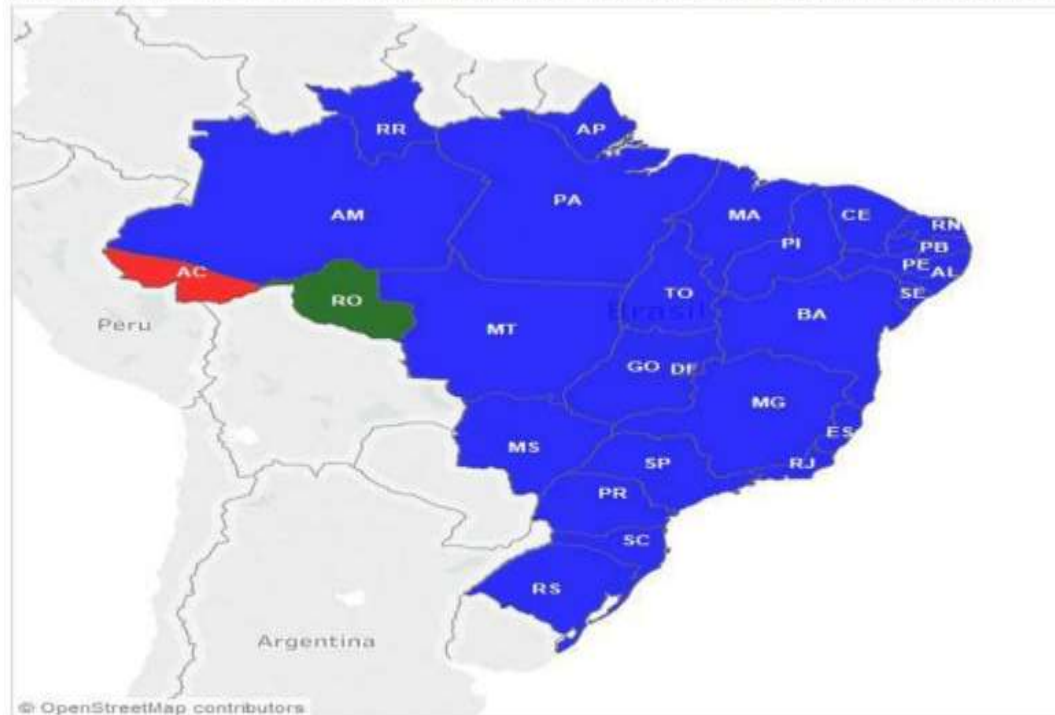 RR
AP
AM
PA
MA
CE
RN
PI
PB
PE
AL
AC
TO
SE
RO
Brasil
BA
Peru
MT
GO
DF
MG
ES
MS
SP
RJ
PR
SC
RS
Argentina
© OpenStreetMap contributors